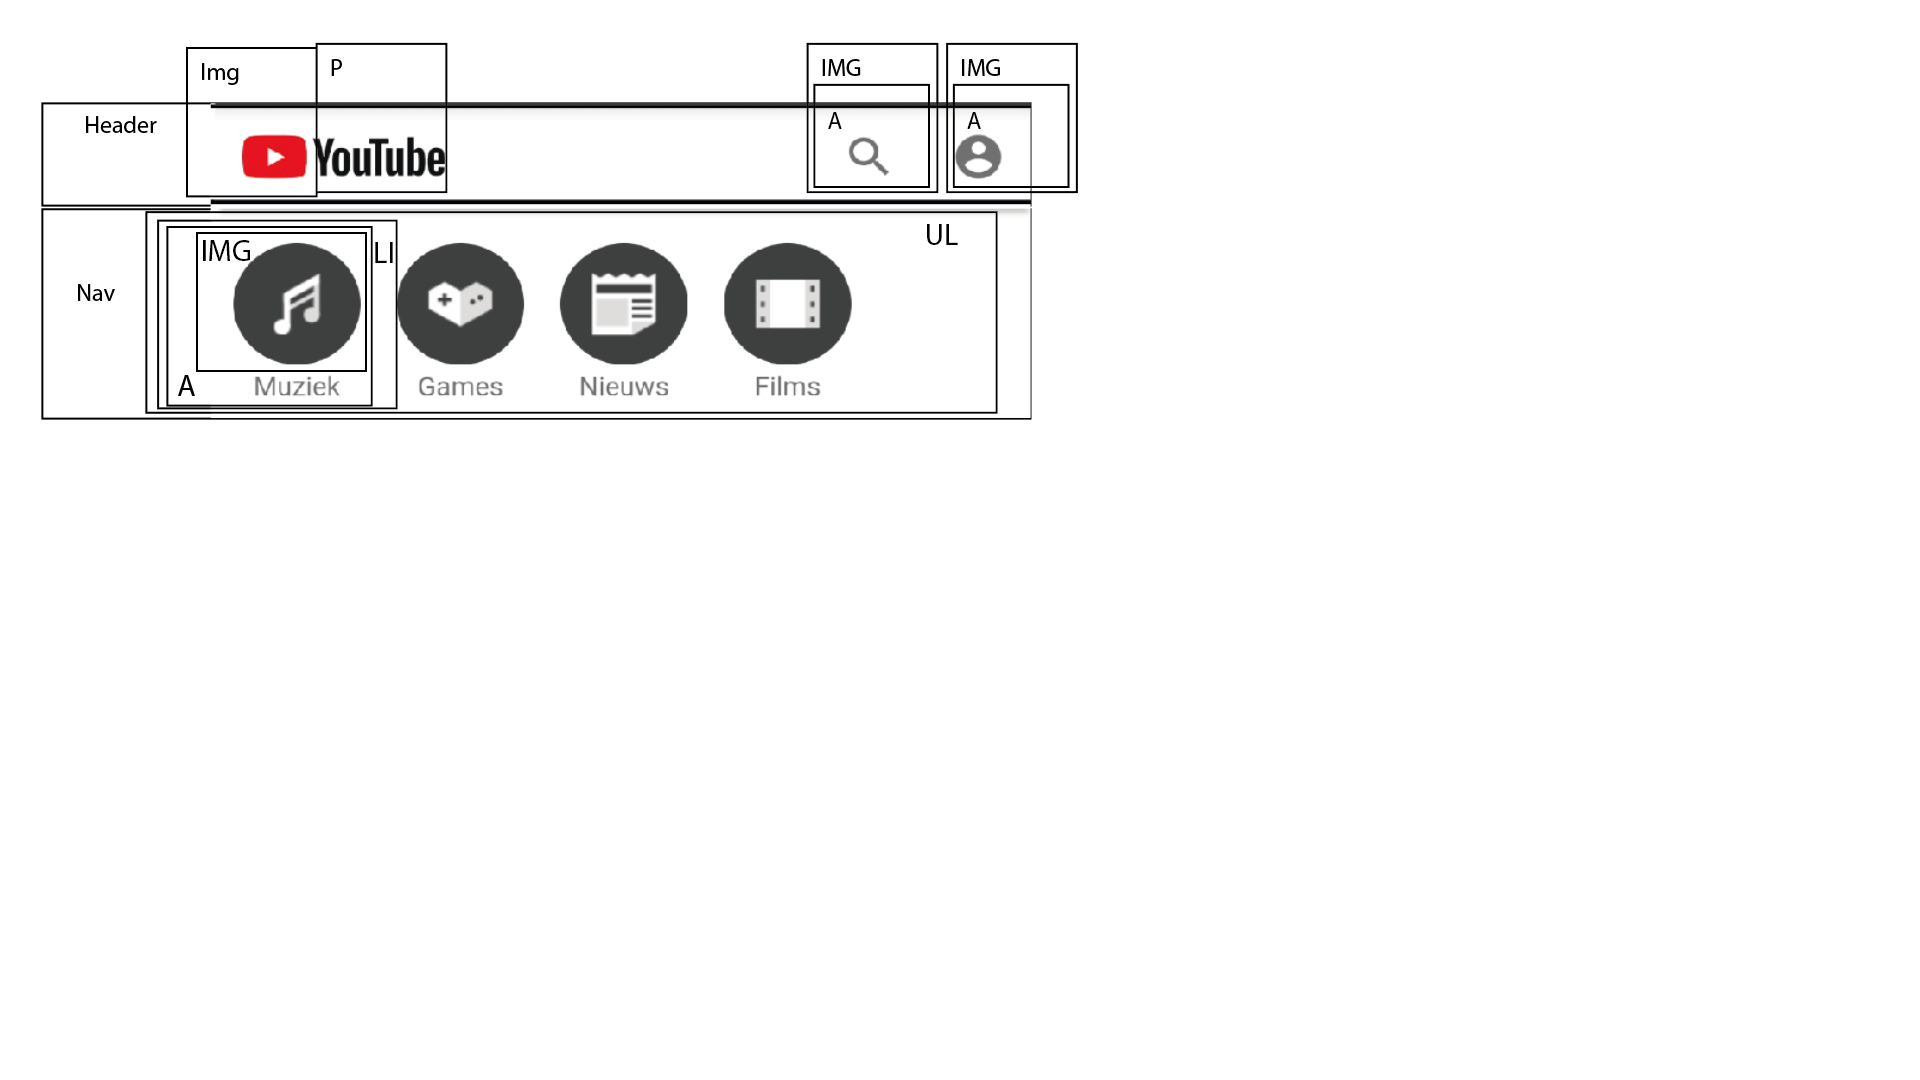 Img
P
IMG
IMG
Header
A
A
YouTube
UL
IMG
LI
Nav
A
Muziek
Games
Nieuws
Films